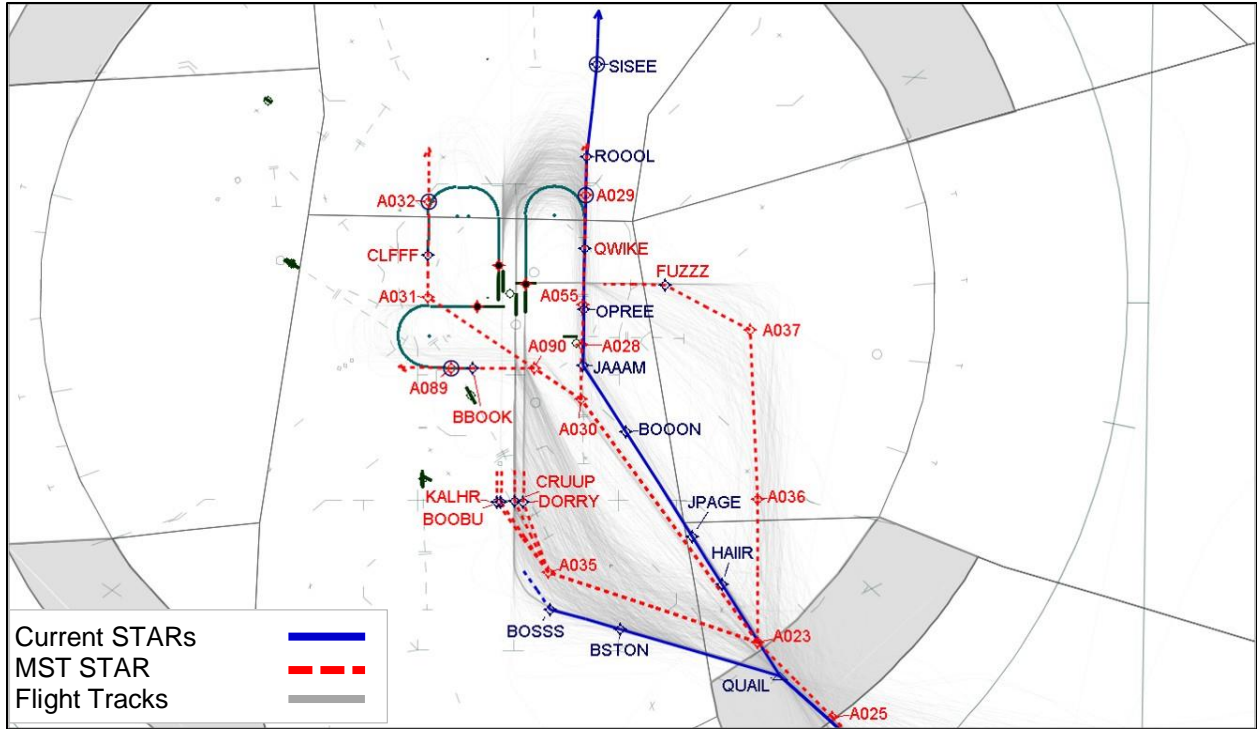 SISEE
ROOOL
A032
A029
CLFFF
QWIKE
FUZZZ
A031
A055
OPREE
A037
A090
A028
JAAAM
A089
BBOOK
A030
BOOON
CRUUP
KALHR
DORRY
BOOBU
A036
JPAGE
HAIIR
A035
BOSSS
BSTON
A023
QUAIL
A025
Current STARs
MST STAR
Flight Tracks